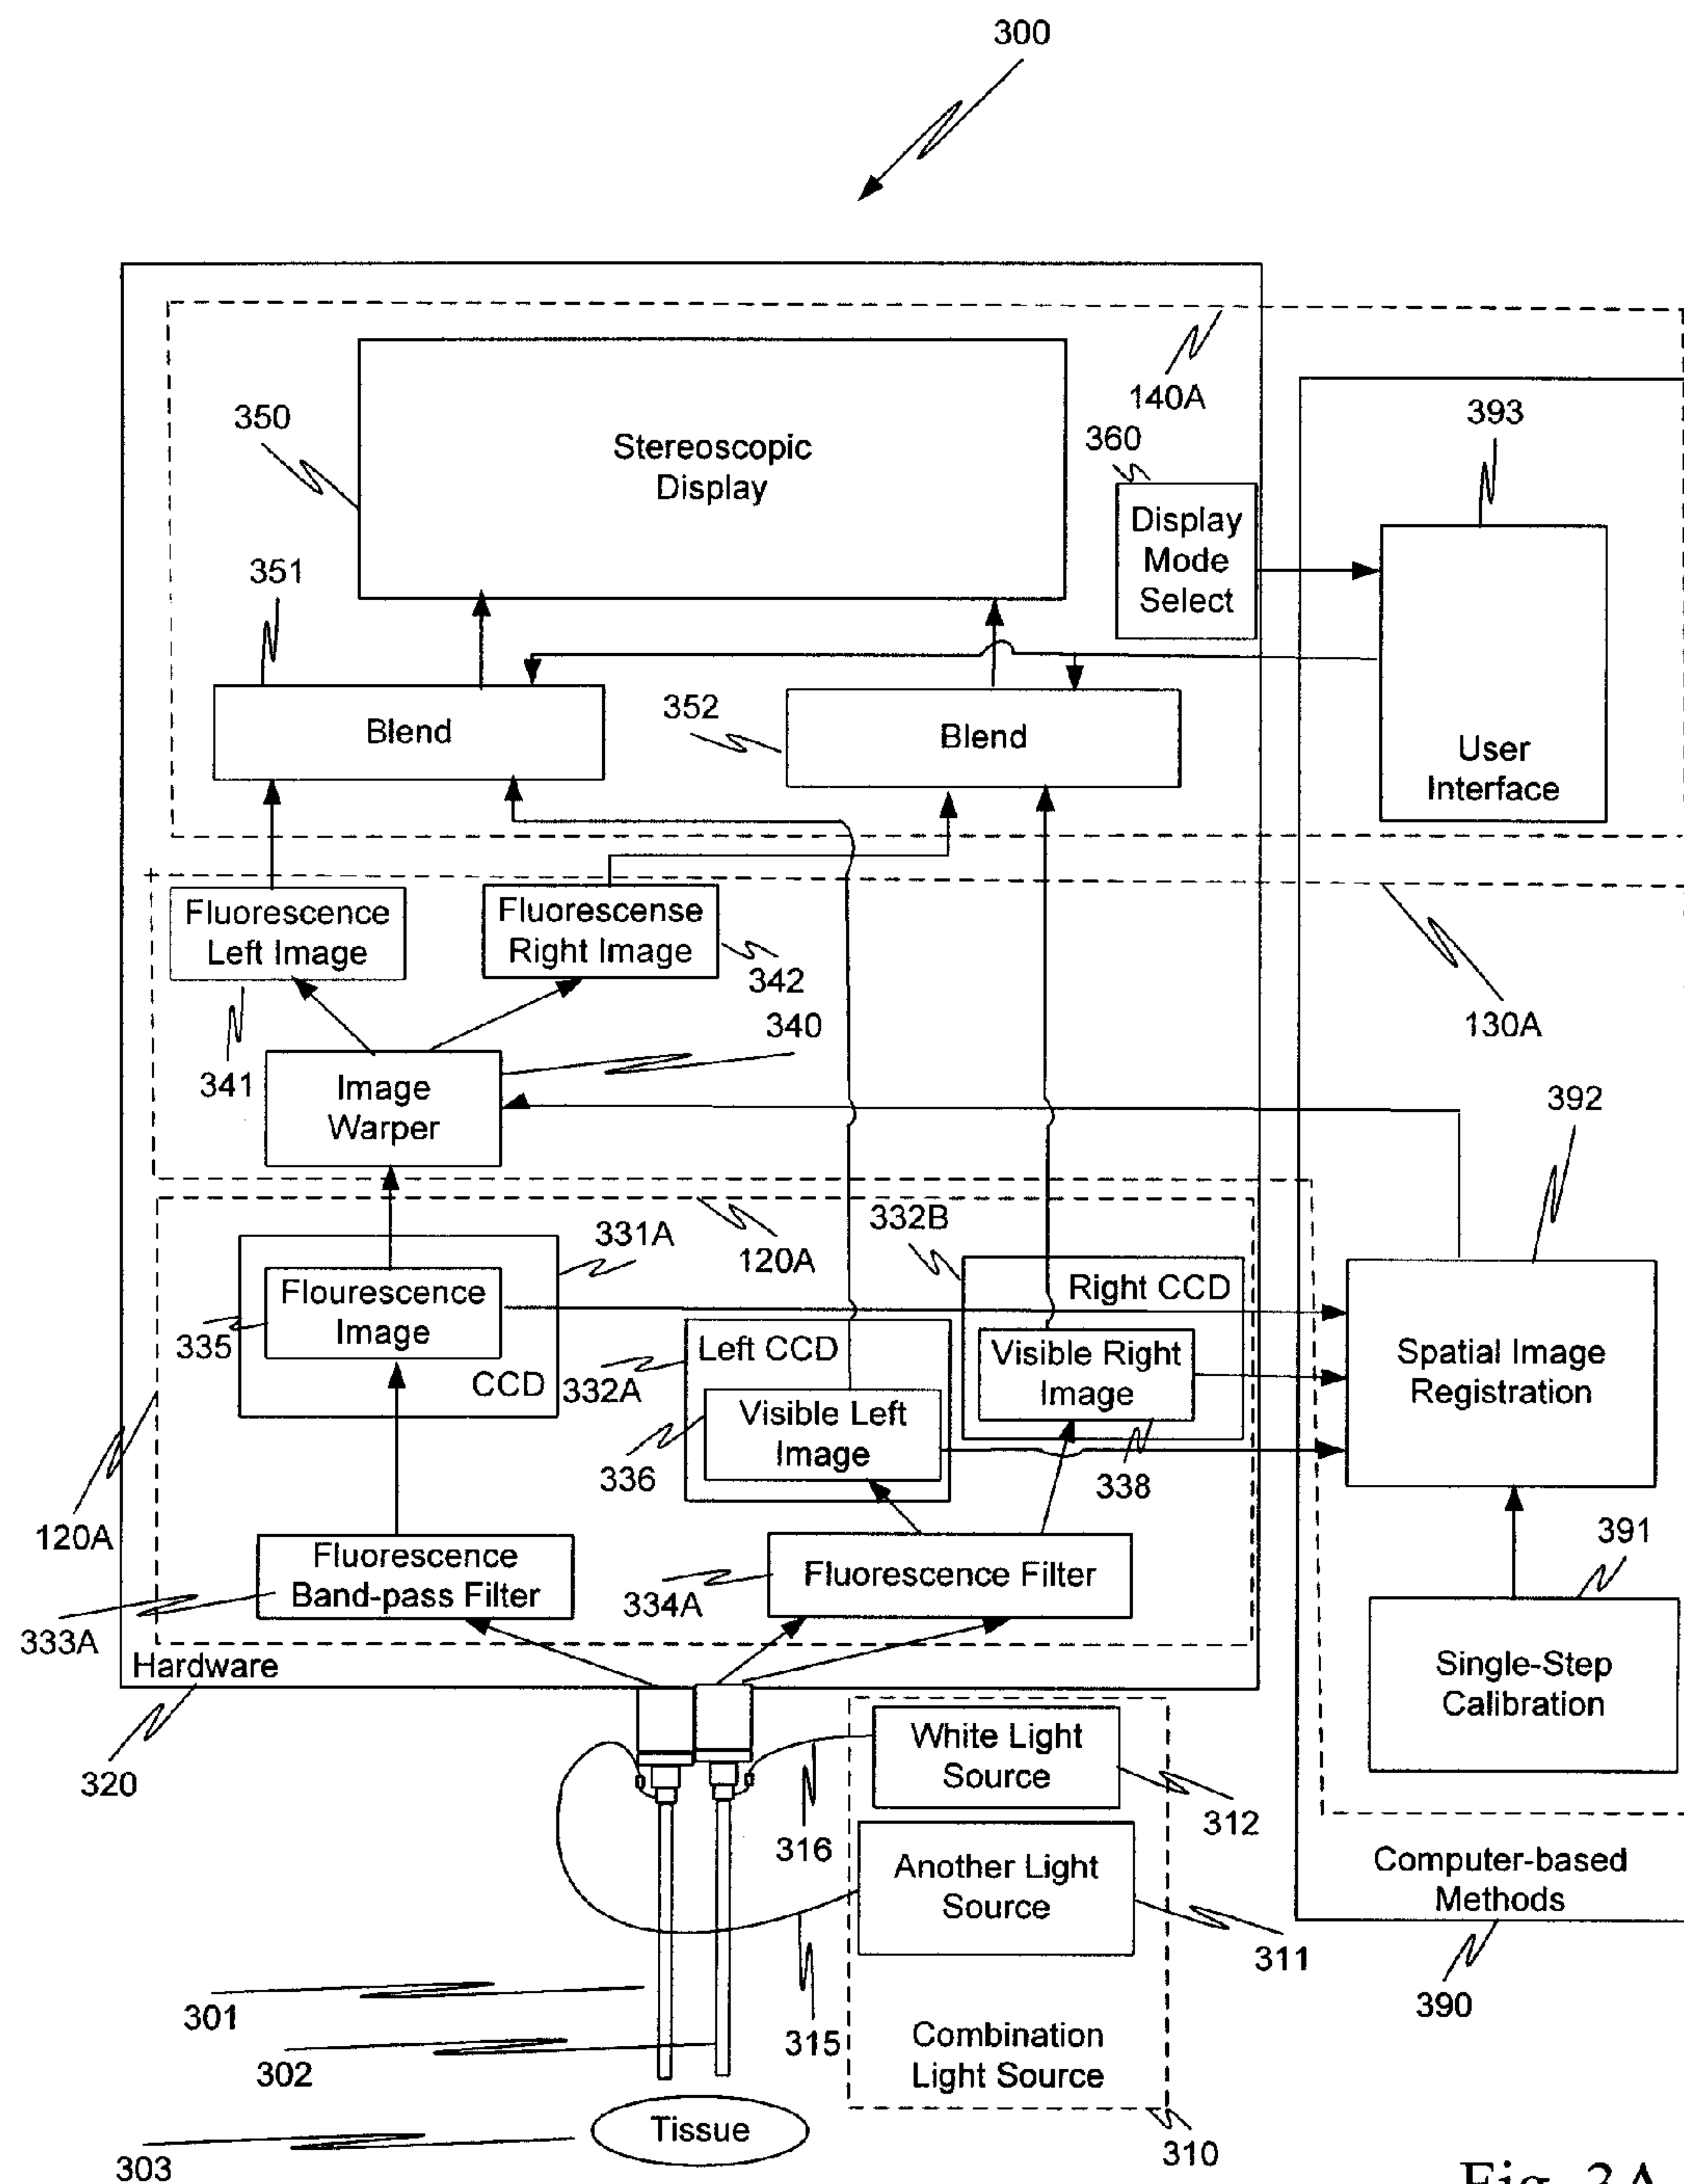 300
140A
350
Stereoscopic
Display
360
393
Display
Mode
Select
351
352
Blend
Blend
User
Interface
Fluorescence
Left Image
Fluorescense
Right Image
342
340
130A
341
Image
Warper
392
331A
120A
332B
Flourescence
Image
335
CCD
Right CCD
Left CCD
332A
Visible Right
Image
Spatial Image
Registration
Visible Left
Image
336
338
120A
391
Fluorescence
Band-pass Filter
Fluorescence Filter
334A
333A
Hardware
Single-Step
Calibration
320
White Light
Source
312
316
Another Light
Source
Computer-based
Methods
311
390
301
315
302
Combination
Light Source
Tissue
310
303